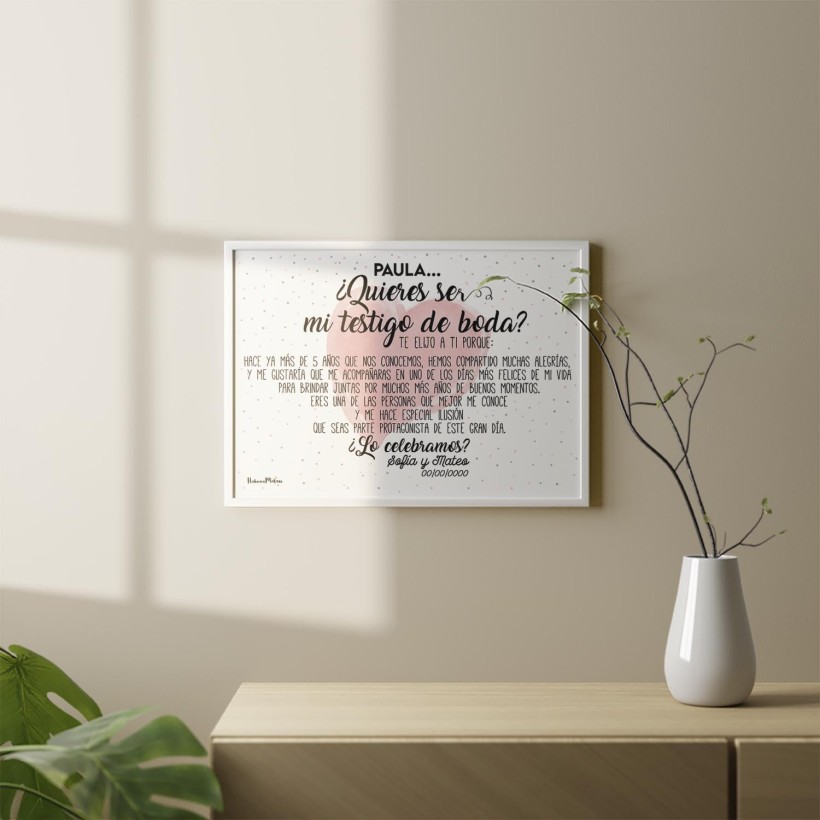 PAULA...
¿Quieres ser
mi testigo de boda?
TE ELIJO A TI PORQUE:
HACE YA MÁS DE 5 AÑOS QUE NOS CONOCEMOS, HEMOS COMPARTIDO MUCHAS ALEGRÍAS,
Y ME GUSTARÍA QUE ME ACOMPAÑARAS EN UNO DE LOS DÍAS MÁS FELICES DE MI VIDA
PARA BRINDAR JUNTAS POR MUCHOS MÁS AÑOS DE BUENOS MOMENTOS.
ERES UNA DE LAS PERSONAS QUE MEJOR ME CONOCE
Y ME HACE ESPECIAL ILUSIÓN
QUE SEAS PARTE PROTAGONISTA DE ESTE GRAN DÍA.
¿Lo celebramos?
Sofía y Mateo
00/00/0000